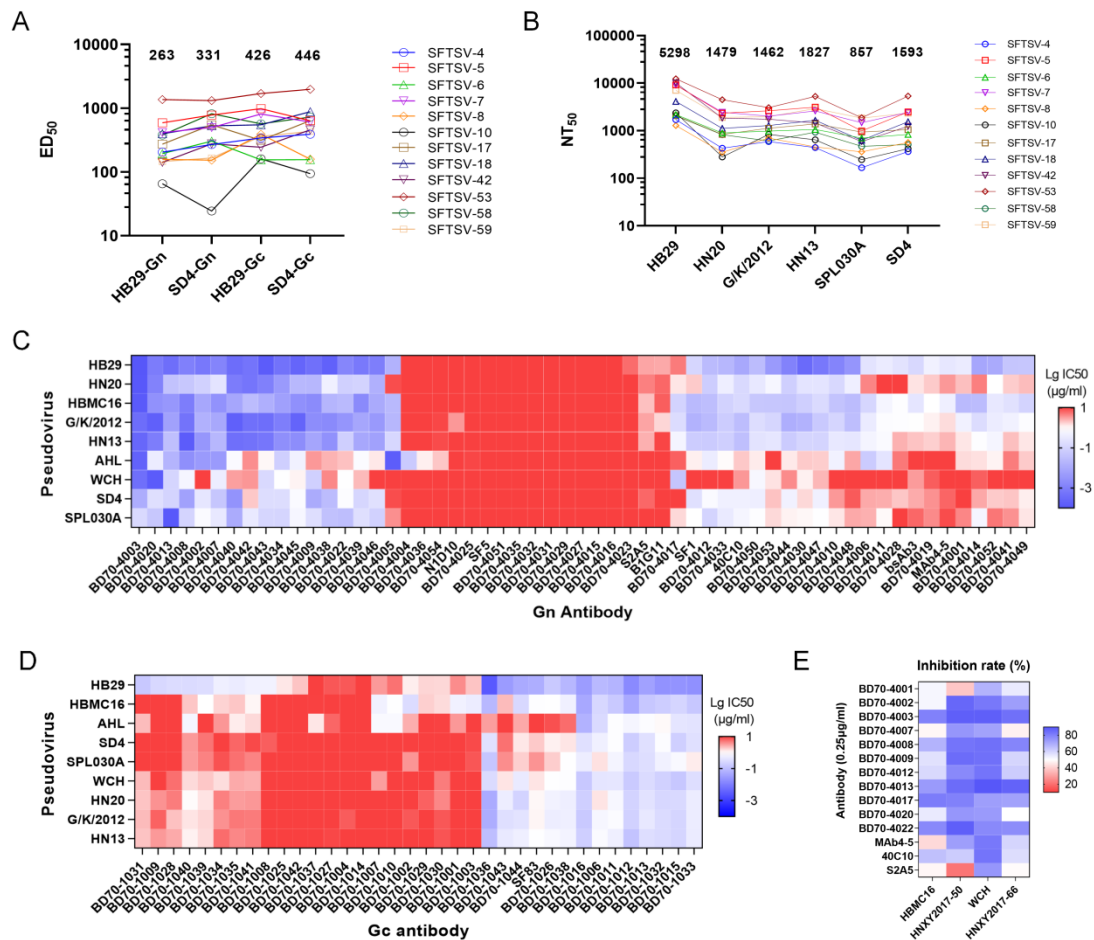 A
10000
1000
100
10
ED50
263 331 426 446
HB29-Gn
SD4-Gn
HB29-Gc
SD4-Gc
SFTSV-4
SFTSV-5
SFTSV-6
SFTSV-7
SFTSV-8
SFTSV-10
SFTSV-17
SFTSV-18
SFTSV-42
SFTSV-53
SFTSV-58
SFTSV-59
B
100000
10000
1000
100
10
NT50
5298 1479 1462 1827 857 1593
HB29
HN20
G/K/2012
HN13
SPL030A
SD4
SFTSV-4
SFTSV-5
SFTSV-6
SFTSV-7
SFTSV-8
SFTSV-10
SFTSV-17
SFTSV-18
SFTSV-42
SFTSV-53
SFTSV-58
SFTSV-59
C
Pseudovirus
HB29
HN20
HBMC16
G/K/2012
HN13
AHL
WCH
SD4
SPL030A
BD70-4003
BD70-4020
BD70-4013
BD70-4008
BD70-4002
BD70-4007
BD70-4040
BD70-4042
BD70-4043
BD70-4034
BD70-4045
BD70-4009
BD70-4038
BD70-4022
BD70-4039
BD70-4046
BD70-4005
BD70-4004
BD70-4036
BD70-4054
N1D10
BD70-4025
SF5
BD70-4051
BD70-4035
BD70-4032
BD70-4031
BD70-4029
BD70-4027
BD70-4015
BD70-4016
BD70-4023
S2A5
B1G11
BD70-4017
SF1
BD70-4012
BD70-4033
40C10
BD70-4050
BD70-4053
BD70-4044
BD70-4030
BD70-4047
BD70-4010
BD70-4048
BD70-4006
BD70-4011
BD70-4028
bsAb3
BD70-4019
MAb4-5
BD70-4001
BD70-4014
BD70-4052
BD70-4041
BD70-4049
Gn Antibody
Lg IC50
(μg/ml)
1
-1
-3
D
Pseudovirus
HB29
HBMC16
AHL
SD4
SPL030A
WCH
HN20
G/K/2012
HN13
BD70-1031
BD70-1009
BD70-1028
BD70-1040
BD70-1039
BD70-1034
BD70-1035
BD70-1041
BD70-1008
BD70-1025
BD70-1042
BD70-1037
BD70-1027
BD70-1004
BD70-1014
BD70-1007
BD70-1010
BD70-1002
BD70-1029
BD70-1030
BD70-1001
BD70-1003
BD70-1036
BD70-1043
BD70-1044
SF83
BD70-1026
BD70-1038
BD70-1016
BD70-1006
BD70-1011
BD70-1012
BD70-1013
BD70-1032
BD70-1015
BD70-1033
Gc antibody
Lg IC50
(μg/ml)
1
-1
-3
E
Inhibition rate (%)
Antibody (0.25μg/ml)
BD70-4001
BD70-4002
BD70-4003
BD70-4007
BD70-4008
BD70-4009
BD70-4012
BD70-4013
BD70-4017
BD70-4020
BD70-4022
MAb4-5
40C10
S2A5
HBMC16
HNXY2017-50
WCH
HNXY2017-66
80
60
40
20